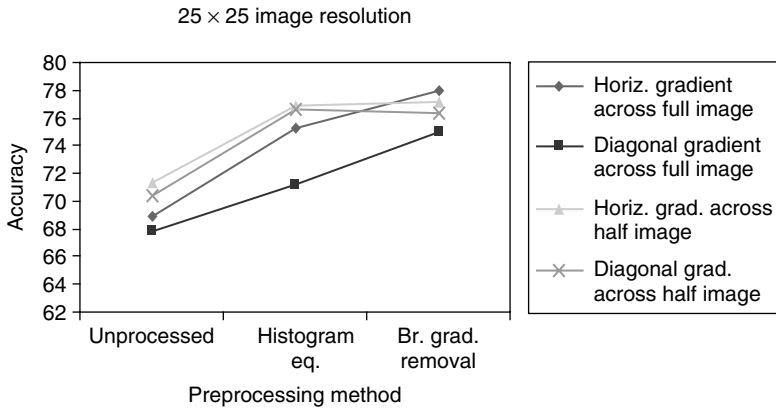 25 × 25 image resolution
80
78
76
74
72
70
68
66
64
62
Accuracy
Unprocessed
Histogram
eq.
Br. grad.
removal
Preprocessing method
Horiz. gradient
across full image
Diagonal gradient
across full image
Horiz. grad. across
half image
Diagonal grad.
across half image